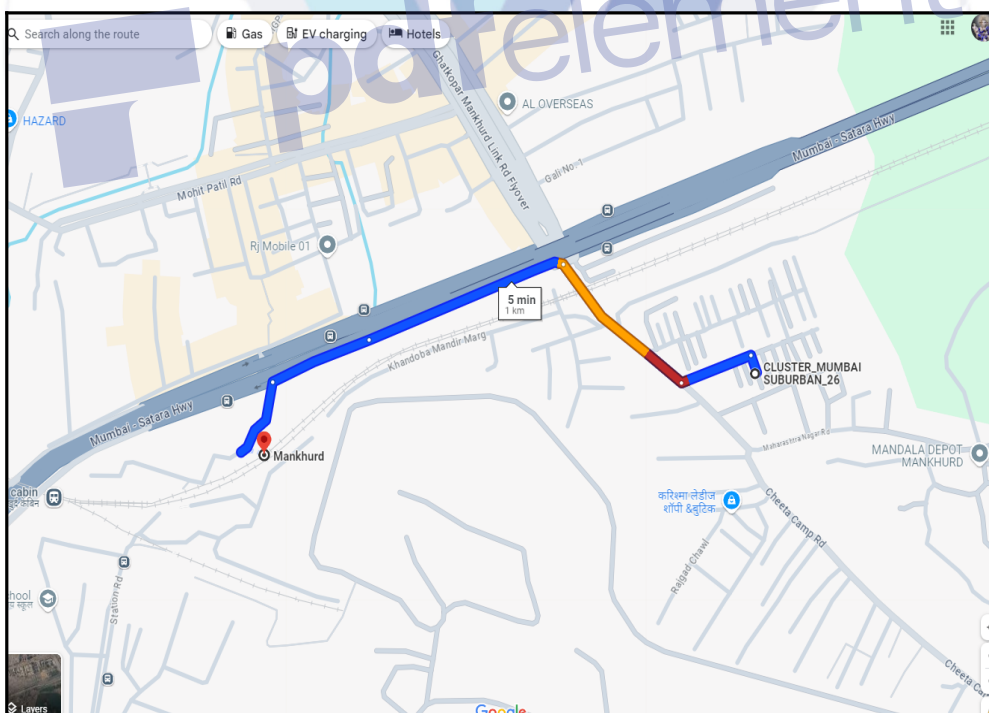 Search along the route
Gas
EV charging
Hotels
HAZARD
AL OVERSEAS
Ghatkopar Mankhurd Link Rd Flyover
Mumbai - Satara Hwy
Gali No. 1
Mohit Patil Rd
Rj Mobile 01
5 min
1 km
Khandoba Mandir Marg
CLUSTER_MUMBAI
SUBURBAN_26
Mumbai - Satara Hwy
Maharashtra Nagar Rd
Mankhurd
MANDALA DEPOT
MANKHURD
cabin
करिश्मा लेडीज
शॉपी &बुटिक
Cheeta Camp Rd
Rajgad Chawl
Station Rd
hool
Cheeta Ca
Layers
Google